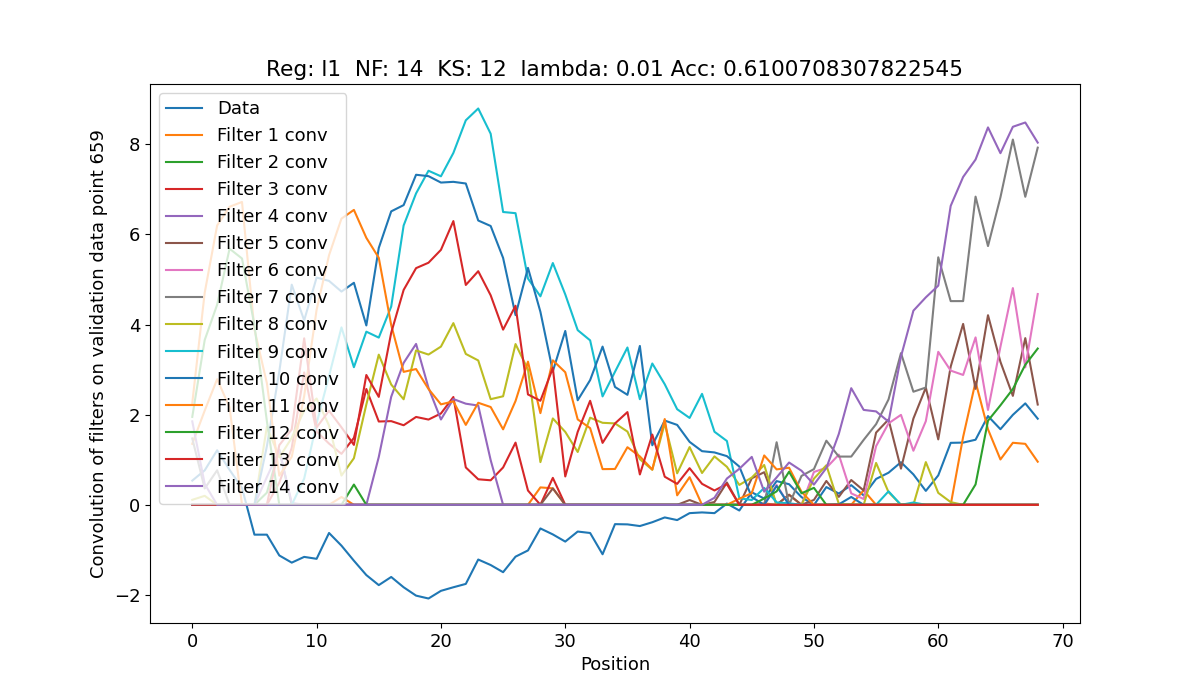 Reg: l1 NF: 14 KS: 12 lambda: 0.01 Acc: 0.6100708307822545
Convolution of filters on validation data point 659
8
6
4
2
0
−2
Data
Filter 1 conv
Filter 2 conv
Filter 3 conv
Filter 4 conv
Filter 5 conv
Filter 6 conv
Filter 7 conv
Filter 8 conv
Filter 9 conv
Filter 10 conv
Filter 11 conv
Filter 12 conv
Filter 13 conv
Filter 14 conv
0 10 20 30 40 50 60 70
Position